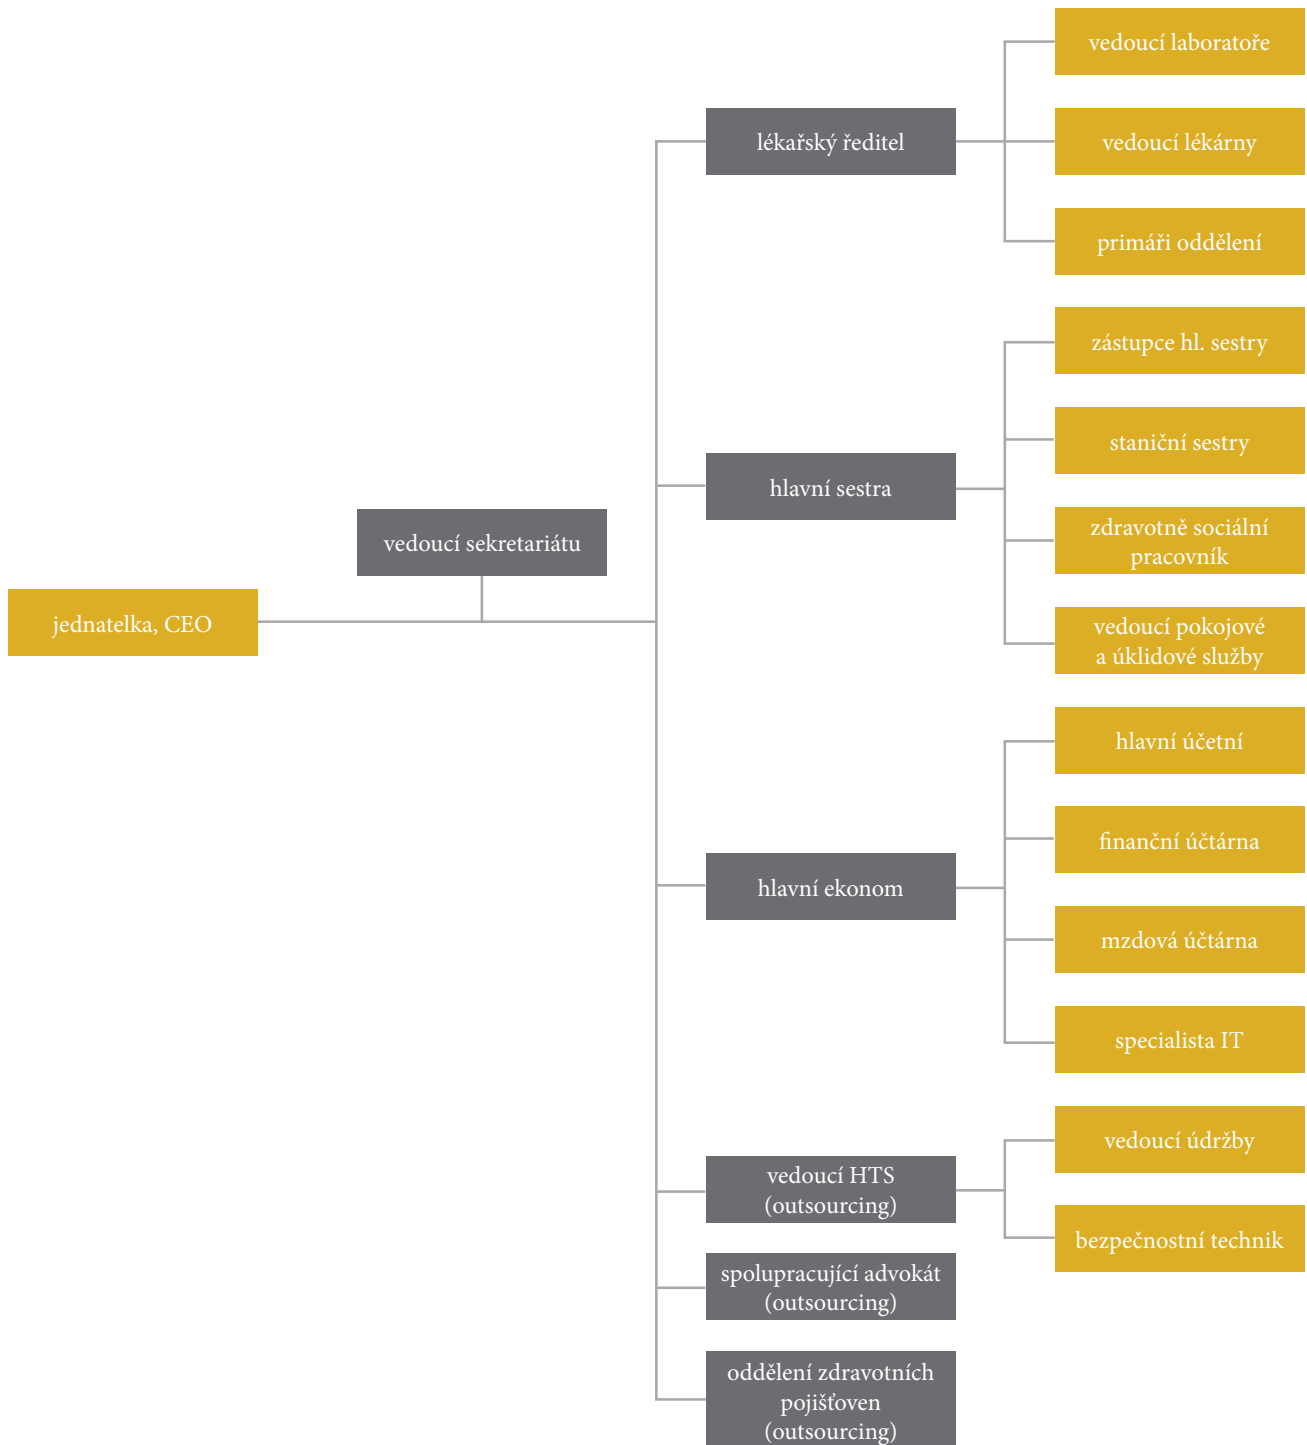 jednatelka, CEO
vedoucí sekretariátu
lékařský ředitel
vedoucí laboratoře
vedoucí lékárny
primáři oddělení
hlavní sestra
zástupce hl. sestry
staniční sestry
zdravotně sociální
pracovník
vedoucí pokojové
a úklidové služby
hlavní ekonom
hlavní účetní
finanční účtárna
mzdová účtárna
specialista IT
vedoucí HTS
(outsourcing)
vedoucí údržby
bezpečnostní technik
spolupracující advokát
(outsourcing)
oddělení zdravotních
pojišťoven
(outsourcing)